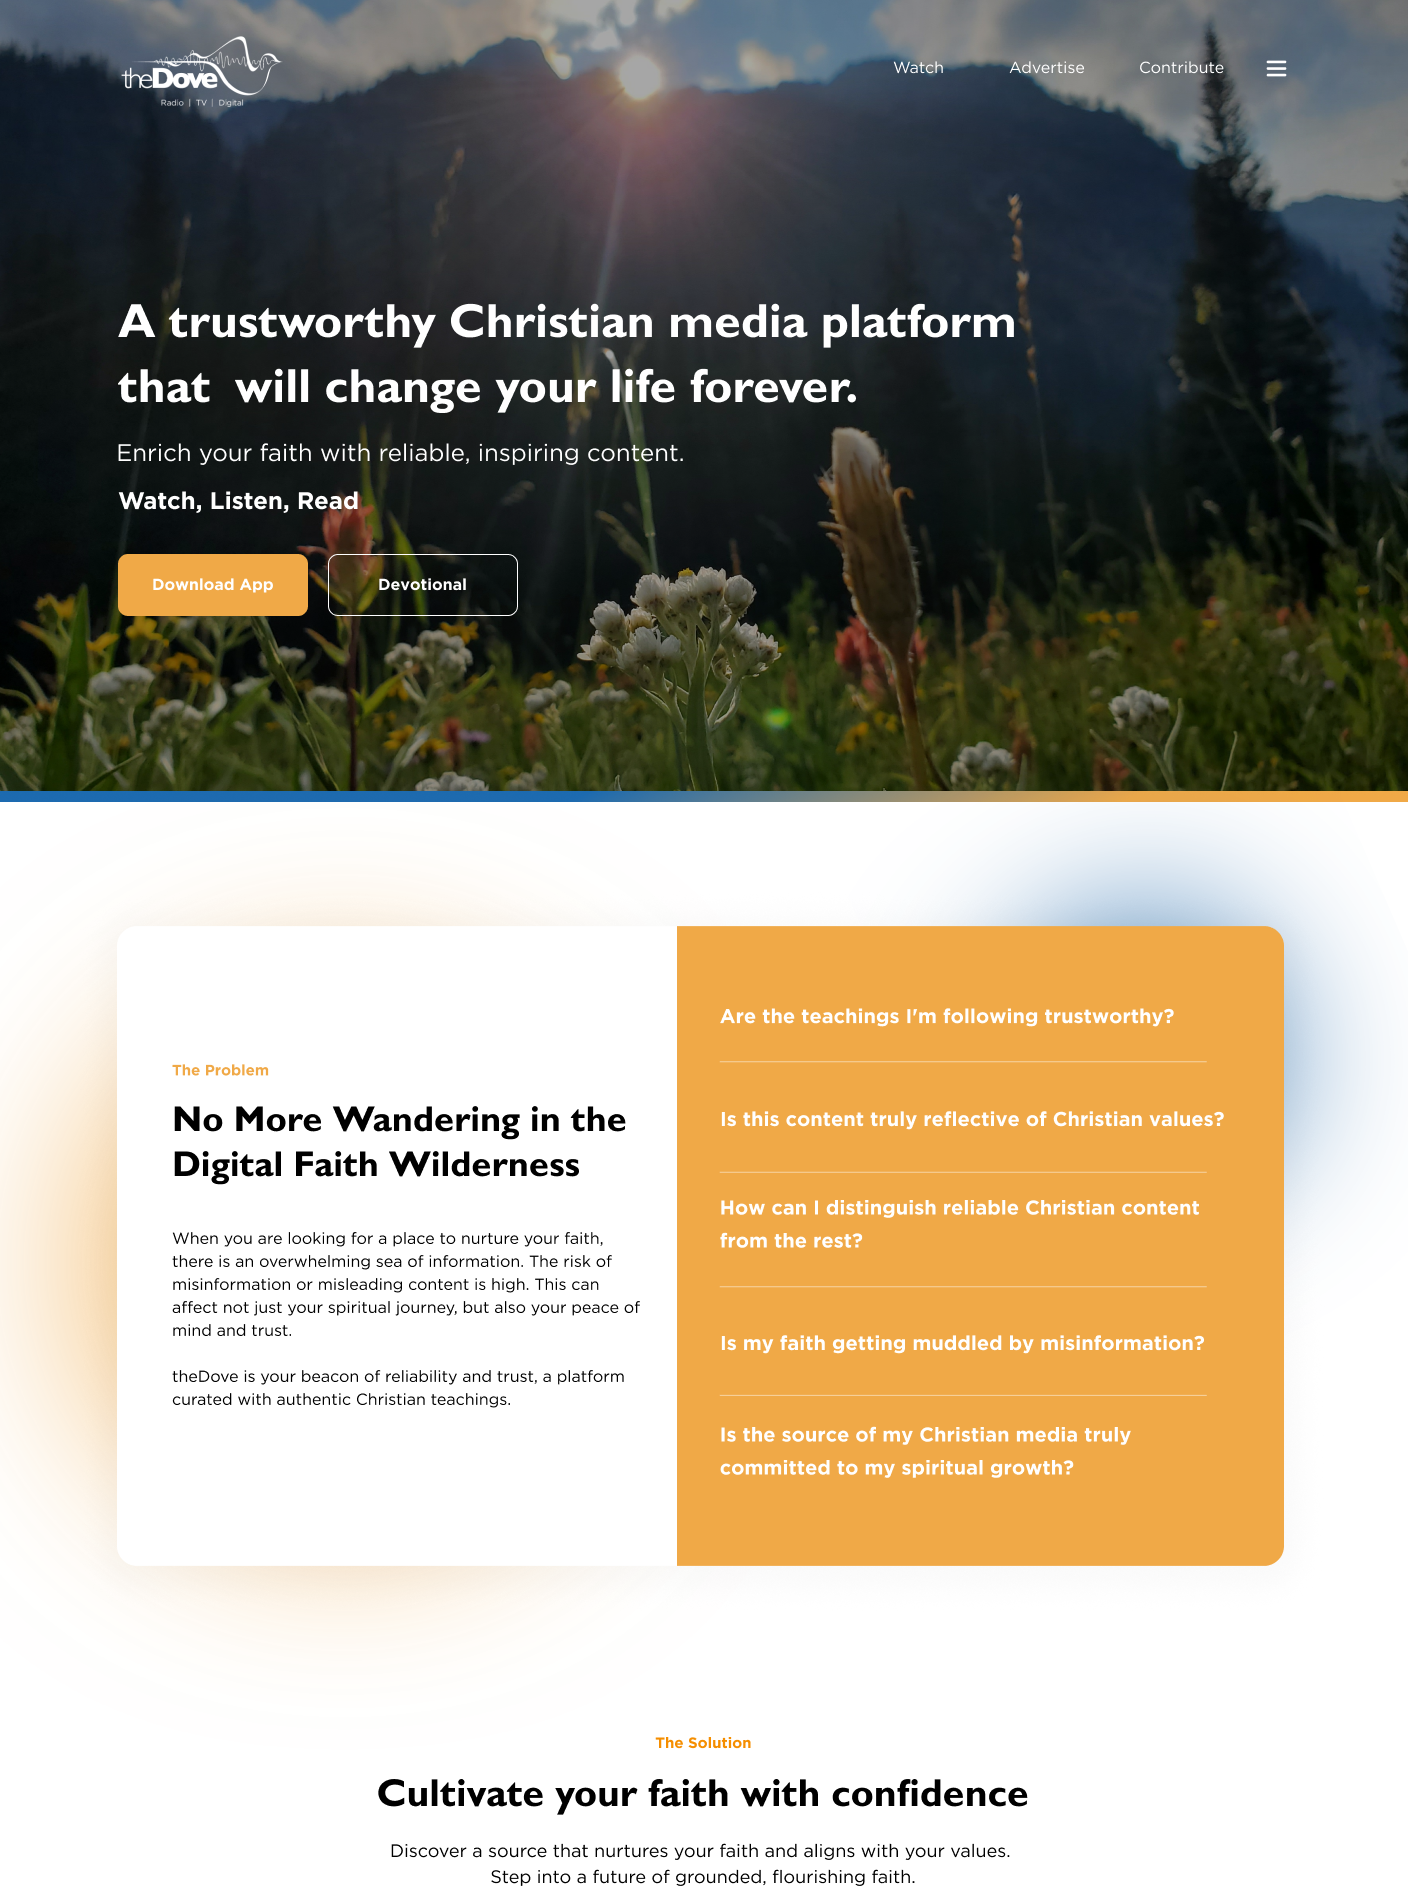 theDove
Radio | TV | Digital
Watch
Advertise
Contribute
A trustworthy Christian media platform
that will change your life forever.
Enrich your faith with reliable, inspiring content.
Watch, Listen, Read
Download App
Devotional
The Problem
No More Wandering in the
Digital Faith Wilderness
When you are looking for a place to nurture your faith,
there is an overwhelming sea of information. The risk of
misinformation or misleading content is high. This can
affect not just your spiritual journey, but also your peace of
mind and trust.
theDove is your beacon of reliability and trust, a platform
curated with authentic Christian teachings.
Are the teachings I'm following trustworthy?
Is this content truly reflective of Christian values?
How can I distinguish reliable Christian content
from the rest?
Is my faith getting muddled by misinformation?
Is the source of my Christian media truly
committed to my spiritual growth?
The Solution
Cultivate your faith with confidence
Discover a source that nurtures your faith and aligns with your values.
Step into a future of grounded, flourishing faith.